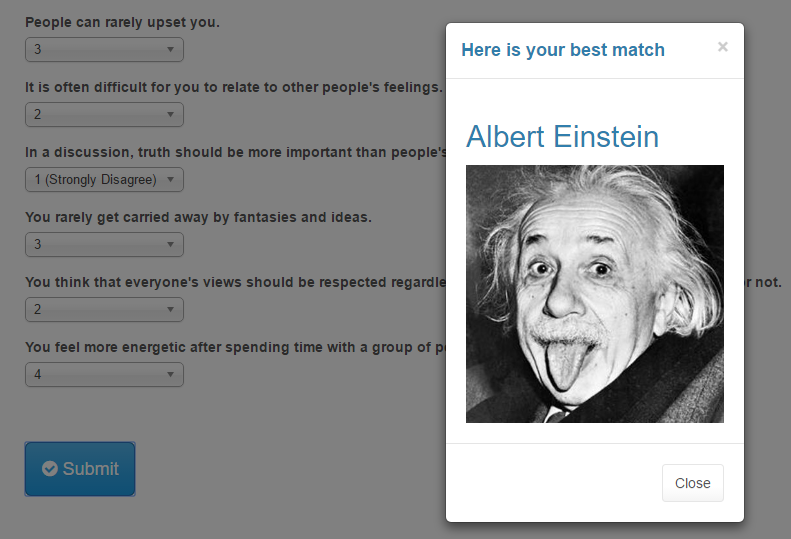 People can rarely upset you.
3
It is often difficult for you to relate to other people's feelings.
2
In a discussion, truth should be more important than people's
1 (Strongly Disagree)
You rarely get carried away by fantasies and ideas.
3
You think that everyone's views should be respected
or not.
2
You feel more energetic after spending time with a group of
4
Submit
Here is your best match
×
Albert Einstein
Close